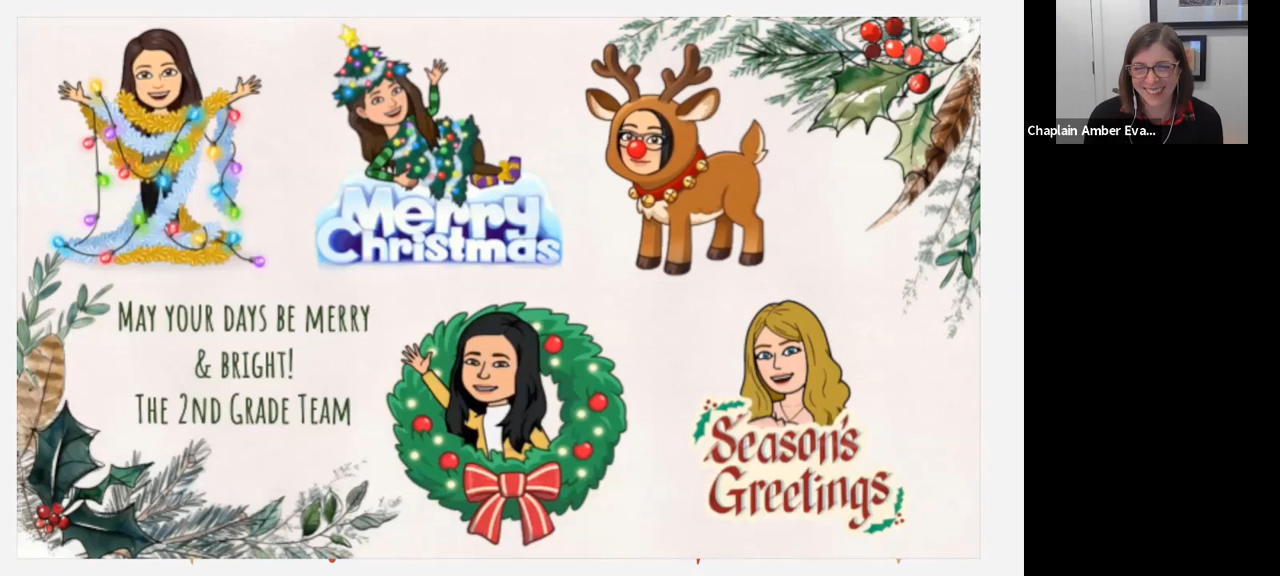 Merry
Christmas
May your days be merry
& bright!
The 2nd Grade Team
Season's
Greetings
Chaplain Amber Eva...